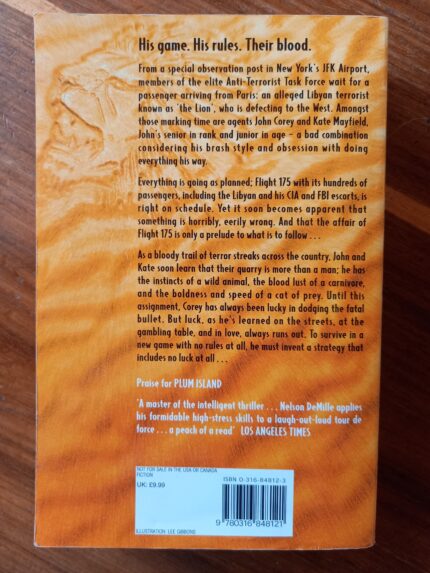 His game. His rules. Their blood.
From a special observation post in New York's JFK Airport,
members of the elite Anti-Terrorist Task Force wait for a
passenger arriving from Paris: an alleged Libyan terrorist
known as 'the Lion', who is defecting to the West. Amongst
those marking time are agents John Corey and Kate Mayfield,
John's senior in rank and junior in age – a bad combination
considering his brash style and obsession with doing
everything his way.
Everything is going as planned; Flight 175 with its hundreds of
passengers, including the Libyan and his CIA and FBI escorts, is
right on schedule. Yet it soon becomes apparent that
something is horribly, eerily wrong. And that the affair of
Flight 175 is only a prelude to what is to follow . . .
As a bloody trail of terror streaks across the country, John and
Kate soon learn that their quarry is more than a man; he has
the instincts of a wild animal, the blood lust of a carnivore,
and the boldness and speed of a cat of prey. Until this
assignment, Corey has always been lucky in dodging the fatal
bullet. But luck, as he's learned on the streets, at the
gambling table, and in love, always runs out. To survive in a
new game with no rules at all, he must invent a strategy that
includes no luck at all . . .
Praise for PLUM ISLAND
'A master of the intelligent thriller . . . Nelson DeMille applies
his formidable high-stress skills to a laugh-out-loud tour de
force . . . a peach of a read' LOS ANGELES TIMES
NOT FOR SALE IN THE USA OR CANADA
FICTION
UK: £9.99
ISBN 0-316-84812-3
9 780316 848121
ILLUSTRATION: LEE GIBBONS